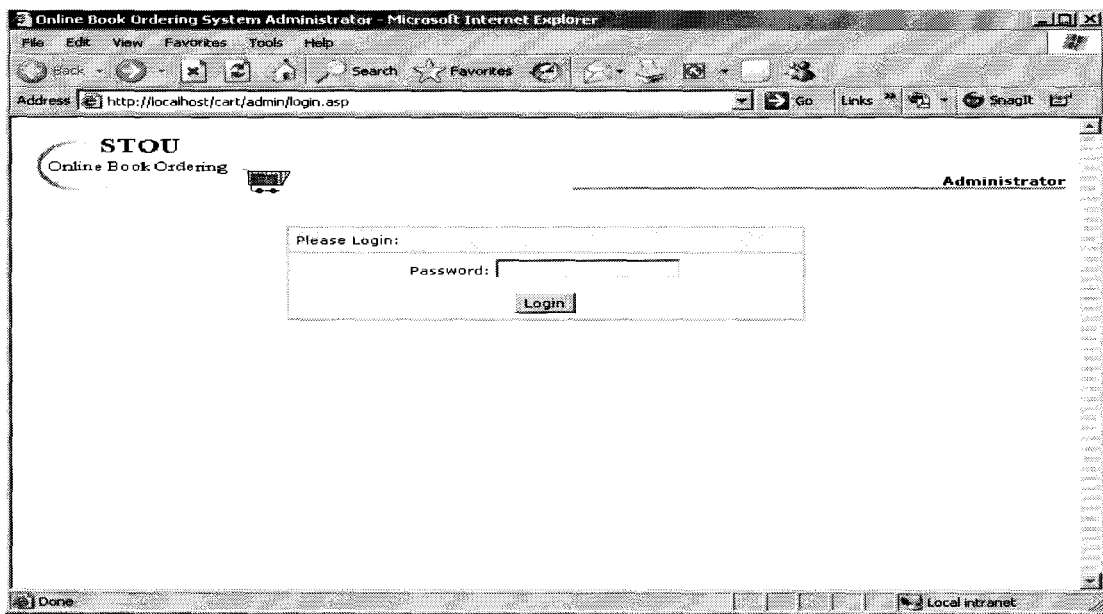 Online Book Ordering System Administrator - Microsoft Internet Explorer
File Edit View Favorites Tools Help
Back Search Favorites
Address http://localhost/cart/admin/login.asp Go Links » SnagIt
STOU
Online Book Ordering
Administrator
Please Login:
Password:
Login
Done Local intranet